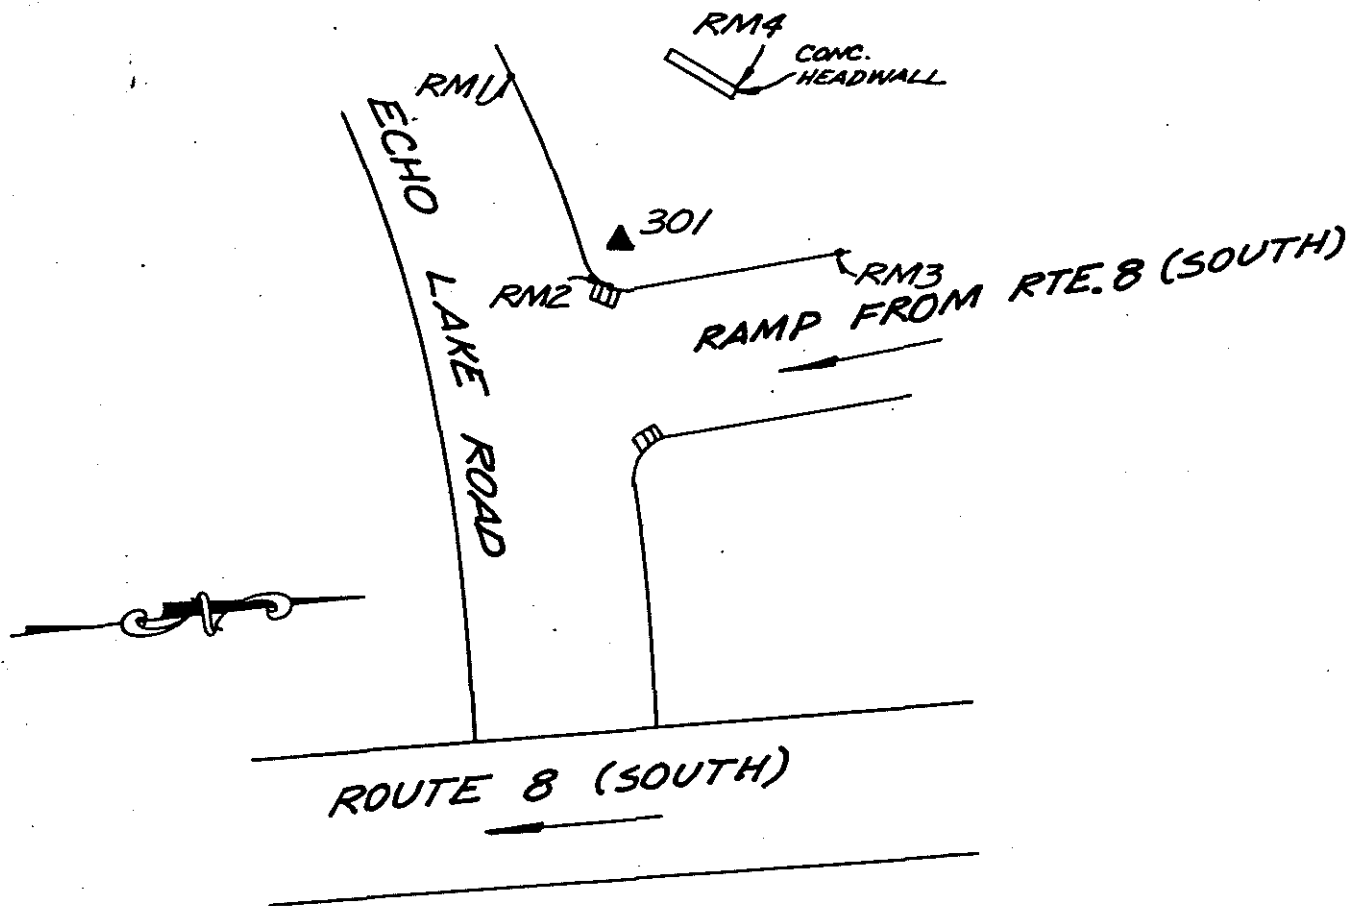 RM4
CONC.
HEADWALL
RM1
ECHO LAKE ROAD
301
RM2
RM3
RAMP FROM RTE. 8 (SOUTH)
N
ROUTE 8 (SOUTH)